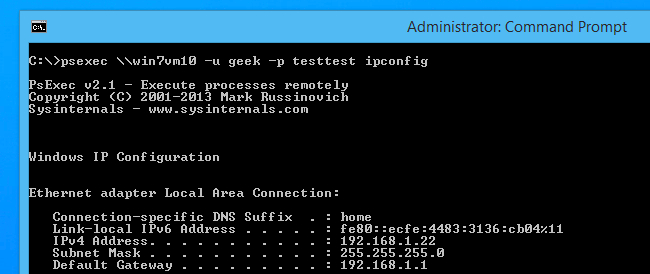 Administrator: Command Prompt
C:\>psexec \\win7vm10 -u geek -p testtest ipconfig
PsExec v2.1 - Execute processes remotely
Copyright (C) 2001-2013 Mark Russinovich
Sysinternals - www.sysinternals.com
Windows IP Configuration
Ethernet adapter Local Area Connection:
Connection-specific DNS Suffix  . : home
Link-local IPv6 Address . . . . . : fe80::ecfe:4483:3136:cb04%11
IPv4 Address. . . . . . . . . . . : 192.168.1.22
Subnet Mask . . . . . . . . . . . : 255.255.255.0
Default Gateway . . . . . . . . . : 192.168.1.1